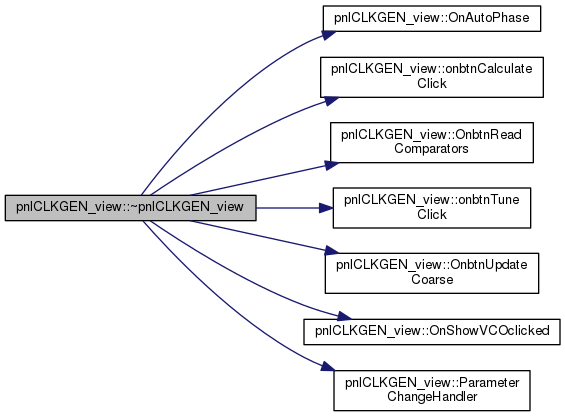 pnlCLKGEN_view::OnAutoPhase
pnlCLKGEN_view::onbtnCalculate
Click
pnlCLKGEN_view::OnbtnRead
Comparators
pnlCLKGEN_view::~pnlCLKGEN_view
pnlCLKGEN_view::onbtnTune
Click
pnlCLKGEN_view::OnbtnUpdate
Coarse
pnlCLKGEN_view::OnShowVCOclicked
pnlCLKGEN_view::Parameter
ChangeHandler